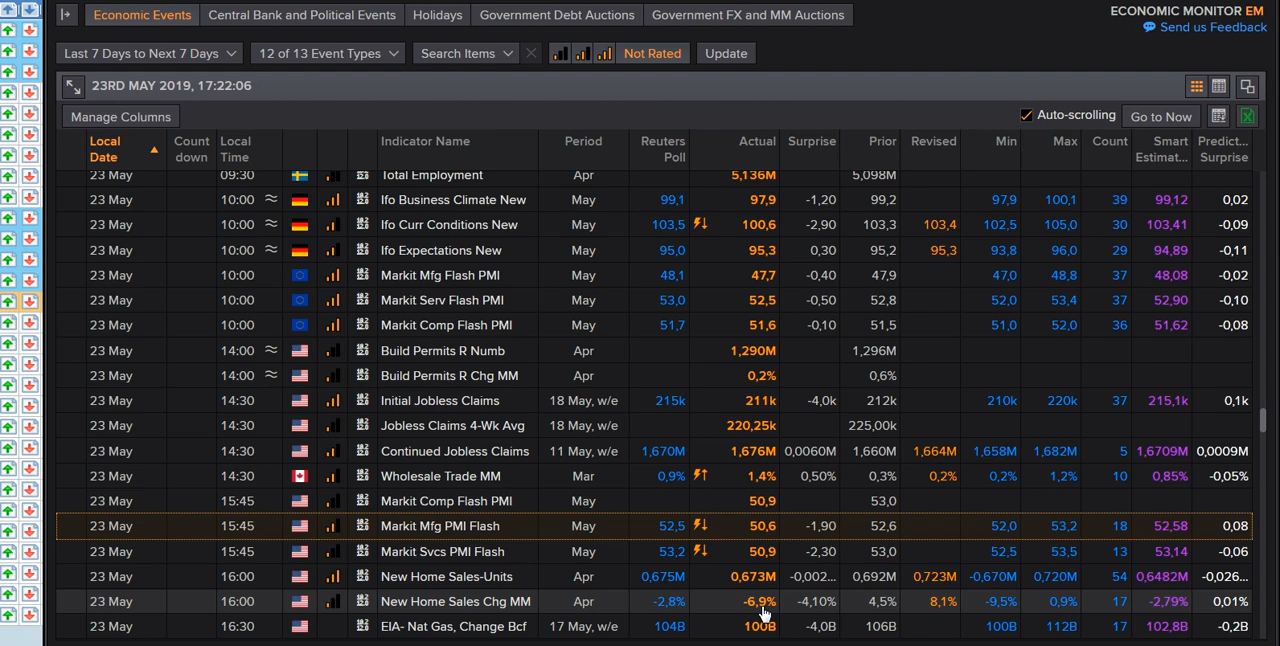 Economic Events Central Bank and Political Events Holidays Government Debt Auctions Government FX and MM Auctions
ECONOMIC MONITOR EM
Send us Feedback
Last 7 Days to Next 7 Days 12 of 13 Event Types Search Items Not Rated Update
23RD MAY 2019, 17:22:06
Manage Columns Auto-scrolling Go to Now
Local Date Count down Local Time Indicator Name Period Reuters Poll Actual Surprise Prior Revised Min Max Count Smart Estimat... Predict... Surprise
23 May 09:30 Total Employment Apr 5,136M 5,098M
23 May 10:00 Ifo Business Climate New May 99,1 97,9 -1,20 99,2 97,9 100,1 39 99,12 0,02
23 May 10:00 Ifo Curr Conditions New May 103,5 100,6 -2,90 103,3 103,4 102,5 105,0 30 103,41 -0,09
23 May 10:00 Ifo Expectations New May 95,0 95,3 0,30 95,2 95,3 93,8 96,0 29 94,89 -0,11
23 May 10:00 Markit Mfg Flash PMI May 48,1 47,7 -0,40 47,9 47,0 48,8 37 48,08 -0,02
23 May 10:00 Markit Serv Flash PMI May 53,0 52,5 -0,50 52,8 52,0 53,4 37 52,90 -0,10
23 May 10:00 Markit Comp Flash PMI May 51,7 51,6 -0,10 51,5 51,0 52,0 36 51,62 -0,08
23 May 14:00 Build Permits R Numb Apr 1,290M 1,296M
23 May 14:00 Build Permits R Chg MM Apr 0,2% 0,6%
23 May 14:30 Initial Jobless Claims 18 May, w/e 215k 211k -4,0k 212k 210k 220k 37 215,1k 0,1k
23 May 14:30 Jobless Claims 4-Wk Avg 18 May, w/e 220,25k 225,00k
23 May 14:30 Continued Jobless Claims 11 May, w/e 1,670M 1,676M 0,0060M 1,660M 1,664M 1,658M 1,682M 5 1,6709M 0,0009M
23 May 14:30 Wholesale Trade MM Mar 0,9% 1,4% 0,50% 0,3% 0,2% 0,2% 1,2% 10 0,85% -0,05%
23 May 15:45 Markit Comp Flash PMI May 50,9 53,0
23 May 15:45 Markit Mfg PMI Flash May 52,5 50,6 -1,90 52,6 52,0 53,2 18 52,58 0,08
23 May 15:45 Markit Svcs PMI Flash May 53,2 50,9 -2,30 53,0 52,5 53,5 13 53,14 -0,06
23 May 16:00 New Home Sales-Units Apr 0,675M 0,673M -0,002... 0,692M 0,723M -0,670M 0,720M 54 0,6482M -0,026...
23 May 16:00 New Home Sales Chg MM Apr -2,8% -6,9% -4,10% 4,5% 8,1% -9,5% 0,9% 17 -2,79% 0,01%
23 May 16:30 EIA- Nat Gas, Change Bcf 17 May, w/e 104B 100B -4,0B 106B 100B 112B 17 102,8B -0,2B